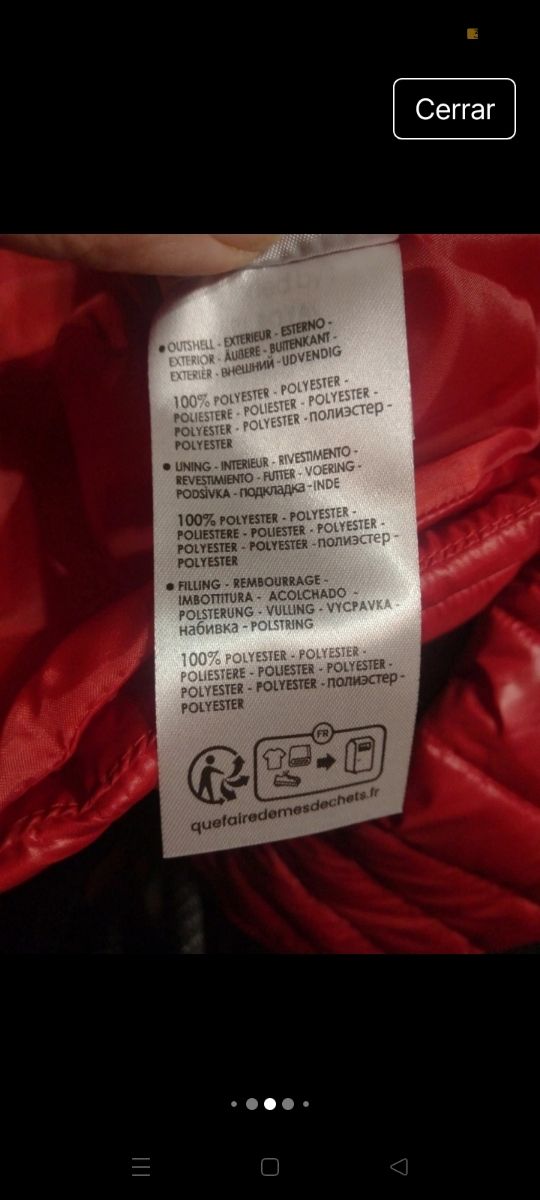 Cerrar
• OUTSHELL - EXTERIEUR - ESTERNO -
EXTERIOR - ÄUßERE - BUITENKANT -
EXTERIÉR - внешний -UDVENDIG
100% POLYESTER - POLYESTER -
POLIESTERE - POLIESTER - POLYESTER -
POLYESTER - POLYESTER -полиэстер -
POLYESTER
• LINING - INTERIEUR - RIVESTIMENTO -
REVESTIMIENTO - FUTTER - VOERING -
PODŠÍVKA - подкладка -INDE
100% POLYESTER - POLYESTER -
POLIESTERE - POLIESTER - POLYESTER -
POLYESTER - POLYESTER -полиэстер -
POLYESTER
• FILLING - REMBOURRAGE -
IMBOTTITURA - ACOLCHADO -
POLSTERUNG - VULLING - VYCPAVKA -
набивка - POLSTRING
100% POLYESTER - POLYESTER -
POLIESTERE - POLIESTER - POLYESTER -
POLYESTER - POLYESTER -полиэстер -
POLYESTER
FR
quefairedemesdechets.fr